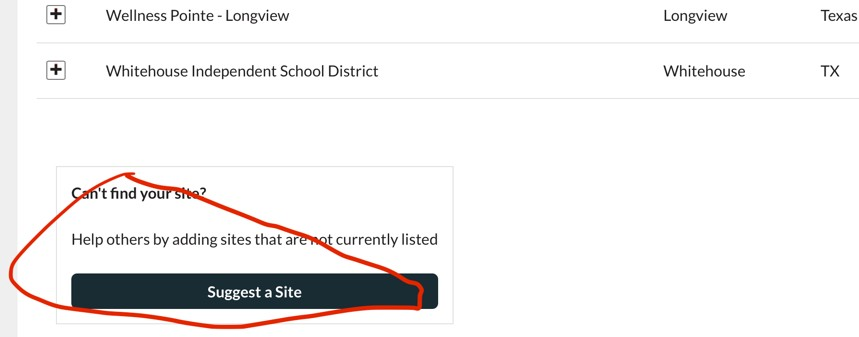 Wellness Pointe - Longview Longview Texas
Whitehouse Independent School District Whitehouse TX
Can't find your site?
Help others by adding sites that are not currently listed
Suggest a Site